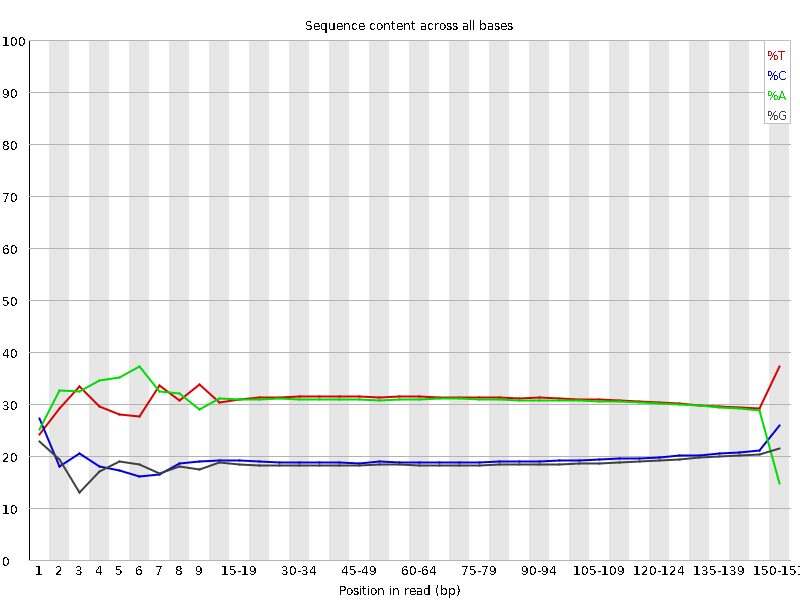 Sequence content across all bases
100
90
80
70
60
50
40
30
20
10
0
%T
%C
%A
%G
1 2 3 4 5 6 7 8 9 15-19 30-34 45-49 60-64 75-79 90-94 105-109 120-124 135-139 150-151
Position in read (bp)